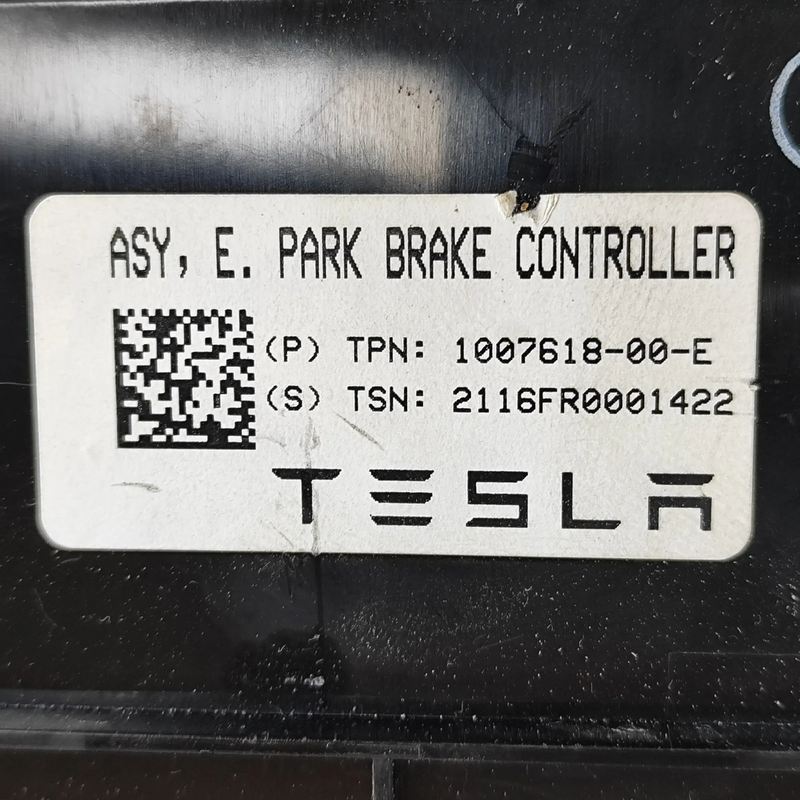 ASY, E. PARK BRAKE CONTROLLER
(P) TPN: 1007618-00-E
(S) TSN: 2116FR0001422
TESLA